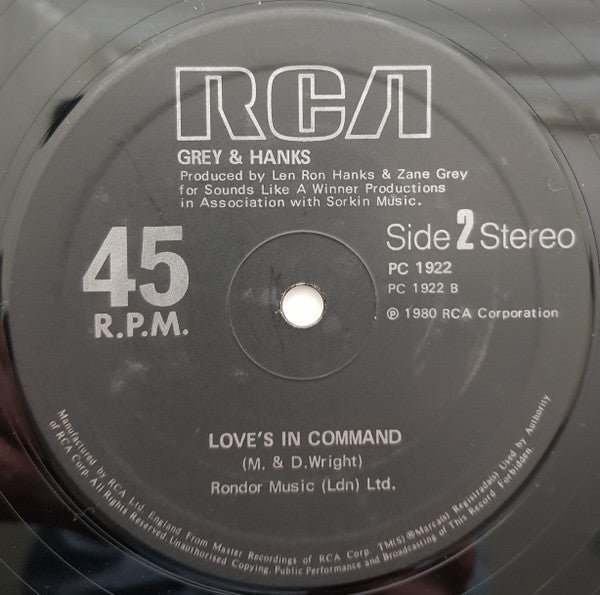 RCA
GREY & HANKS
Produced by Len Ron Hanks & Zane Grey
for Sounds Like A Winner Productions
in Association with Sorkin Music.
45
R.P.M.
Side 2 Stereo
PC 1922
PC 1922 B
℗ 1980 RCA Corporation
LOVE'S IN COMMAND
(M. & D.Wright)
Rondor Music (Ldn) Ltd.
Manufactured by RCA Ltd. England From Master Recordings of RCA Corp. TM(S) ® Marca(s) Registrada(s) Used by Authority
of RCA Corp. All Rights Reserved Unauthorised Copying, Public Performance and Broadcasting of This Record Forbidden.